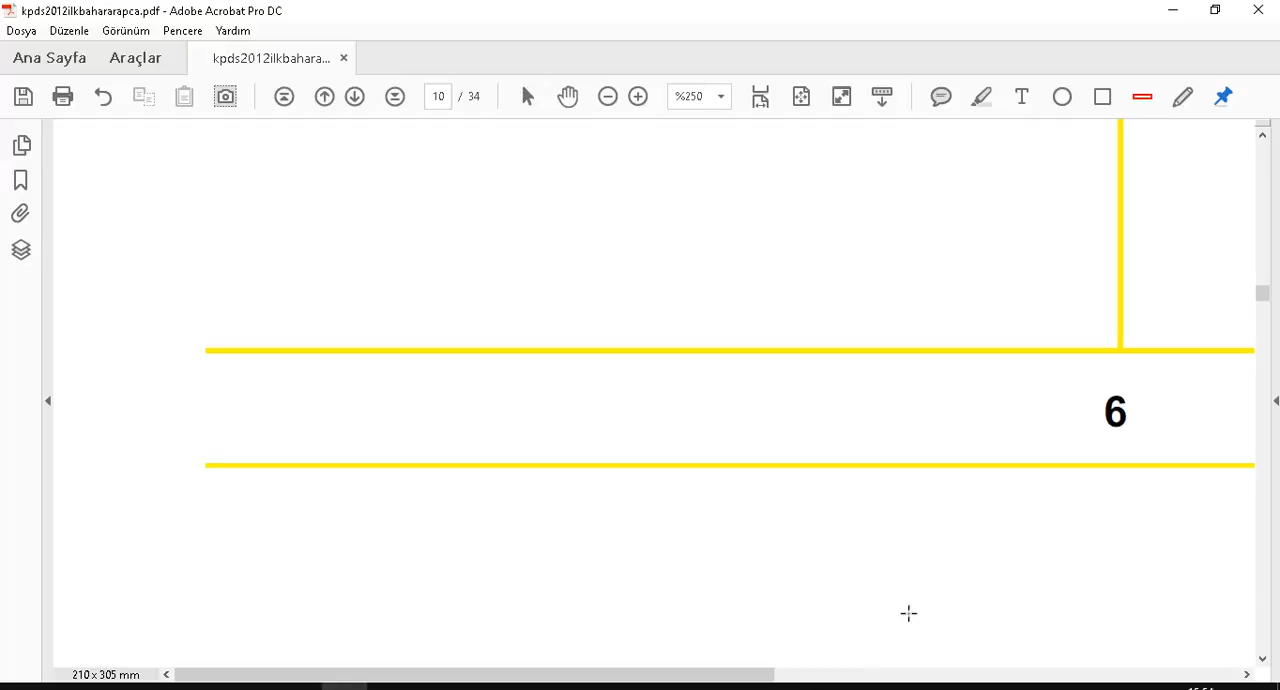 kpds2012ilkbahararapca.pdf - Adobe Acrobat Pro DC
Dosya Düzenle Görünüm Pencere Yardım
Ana Sayfa Araçlar kpds2012ilkbahara... ×
10 / 34 %250
6
210 x 305 mm